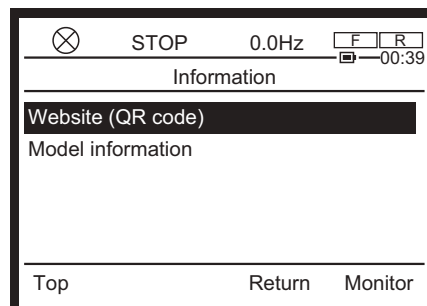 STOP 0.0Hz F R
00:39
Information
Website (QR code)
Model information
Top Return Monitor